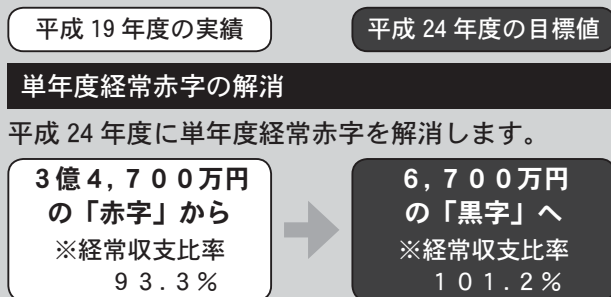 平成 19 年度の実績
平成 24 年度の目標値
単年度経常赤字の解消
平成 24 年度に単年度経常赤字を解消します。
3億4,700万円
の「赤字」から
※経常収支比率
93.3%
6,700万円
の「黒字」へ
※経常収支比率
101.2%